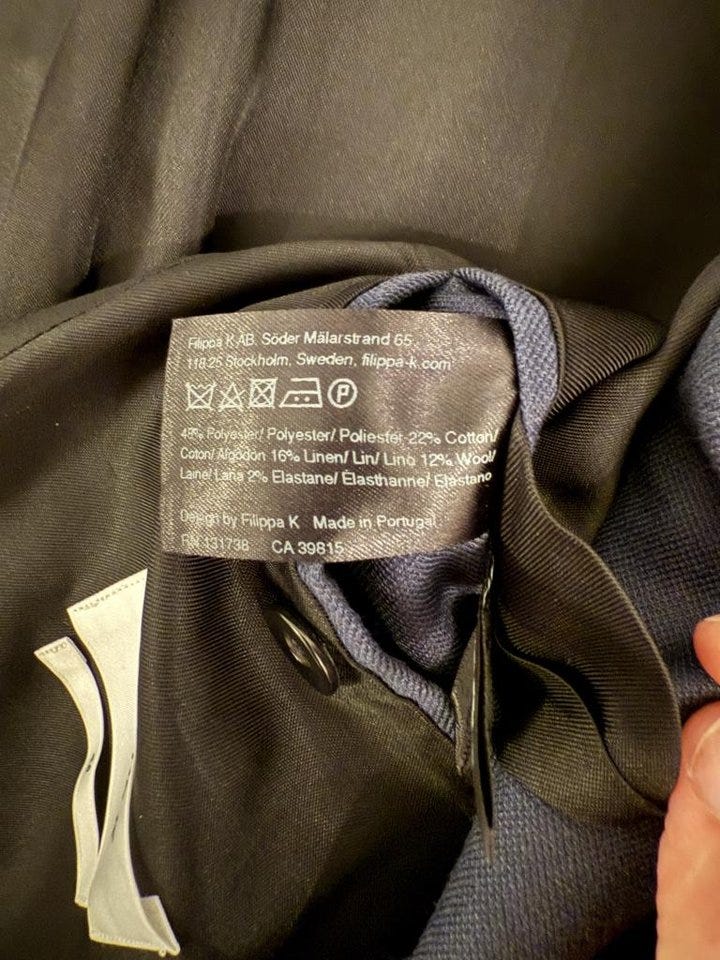 Filippa K AB, Söder Mälarstrand 65,
118 25 Stockholm, Sweden, filippa-k.com
P
48% Polyester/ Polyester/ Poliester 22% Cotton/
Coton/ Algodon 16% Linen/ Lin/ Lino 12% Wool/
Laine/ Lana 2% Elastane/ Élasthanne/ Elastano
Design by Filippa K Made in Portugal
RN 131738 CA 39815